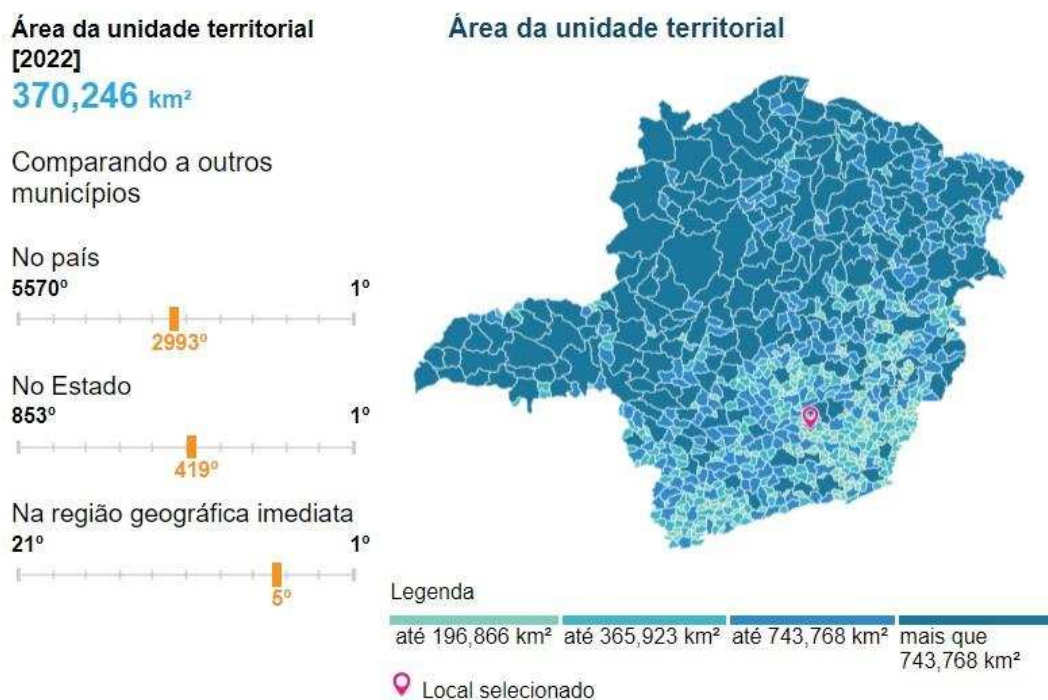 Área da unidade territorial
[2022]
370,246 km²
Comparando a outros
municípios
No país
5570º 1º
2993º
No Estado
853º 1º
419º
Na região geográfica imediata
21º 1º
5º
Área da unidade territorial
Legenda
até 196,866 km² até 365,923 km² até 743,768 km² mais que
743,768 km²
Local selecionado